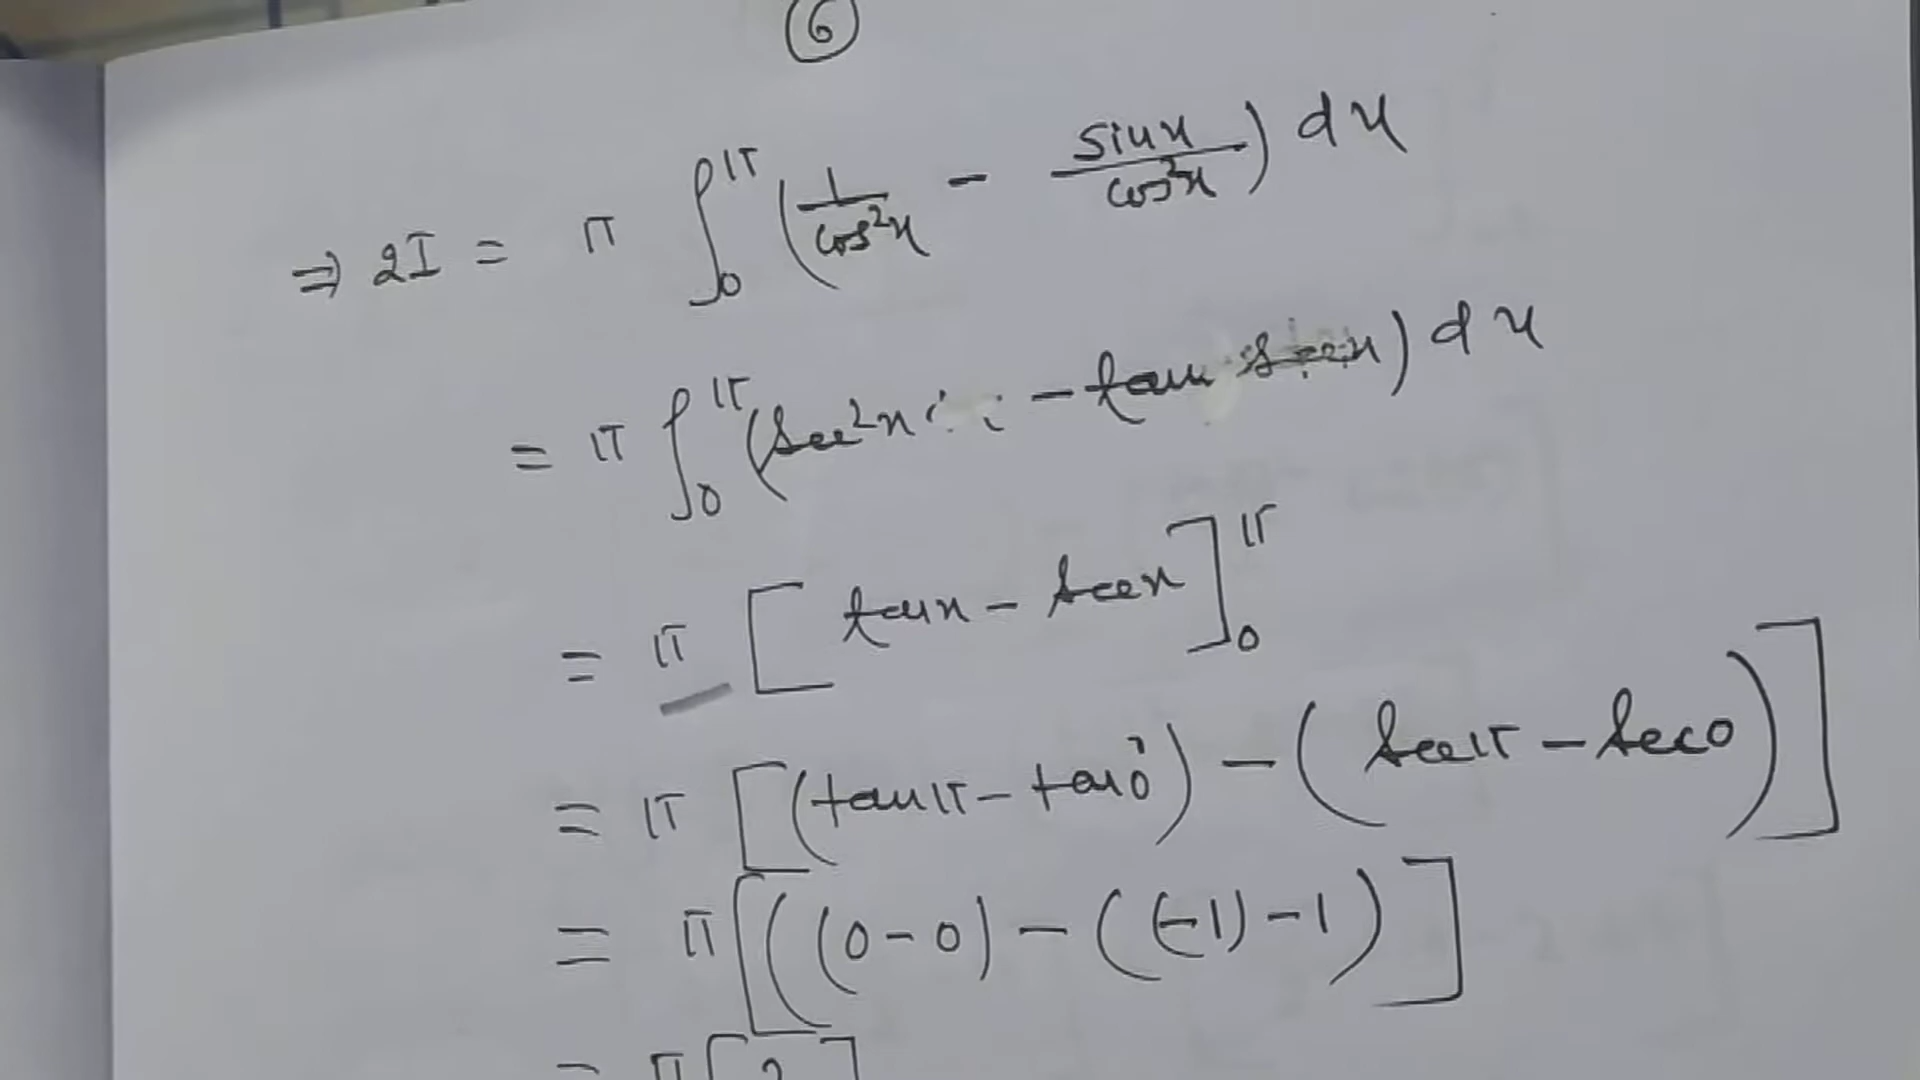 6
⇒ 2I = π ∫₀^π (1/cos²x − sinx/cos²x) dx
= π ∫₀^π (sec²x − tanx secx) dx
= π [tanx − secx]₀^π
= π [(tanπ − tan0) − (secπ − sec0)]
= π [((0−0) − ((−1)−1)]
= π [2]